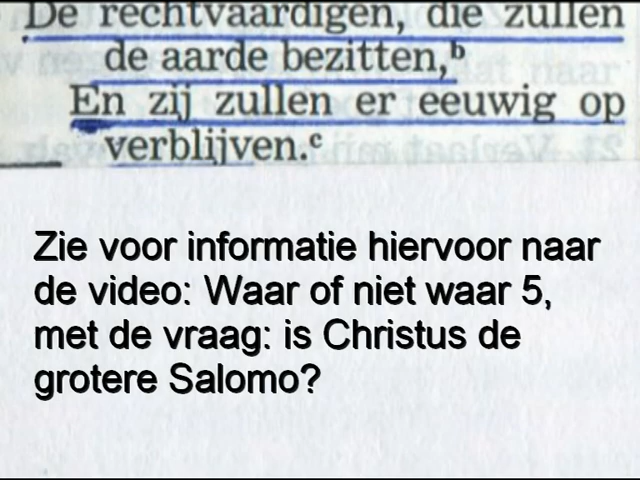 De rechtvaardigen, die zullen
de aarde bezitten,ᵇ
En zij zullen er eeuwig op
verblijven.ᶜ
Zie voor informatie hiervoor naar
de video: Waar of niet waar 5,
met de vraag: is Christus de
grotere Salomo?